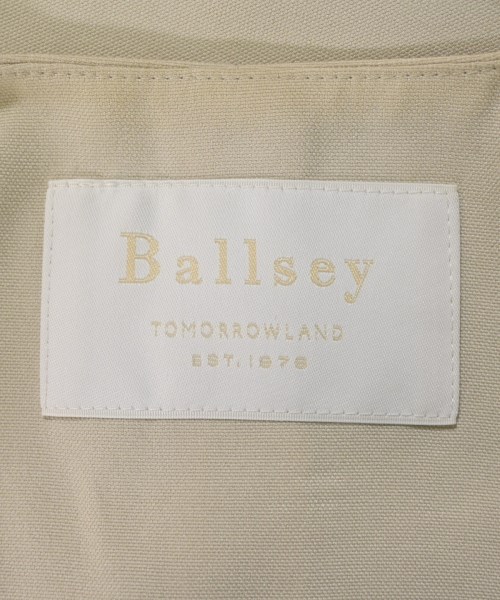 Ballsey
TOMORROWLAND
EST. 1978